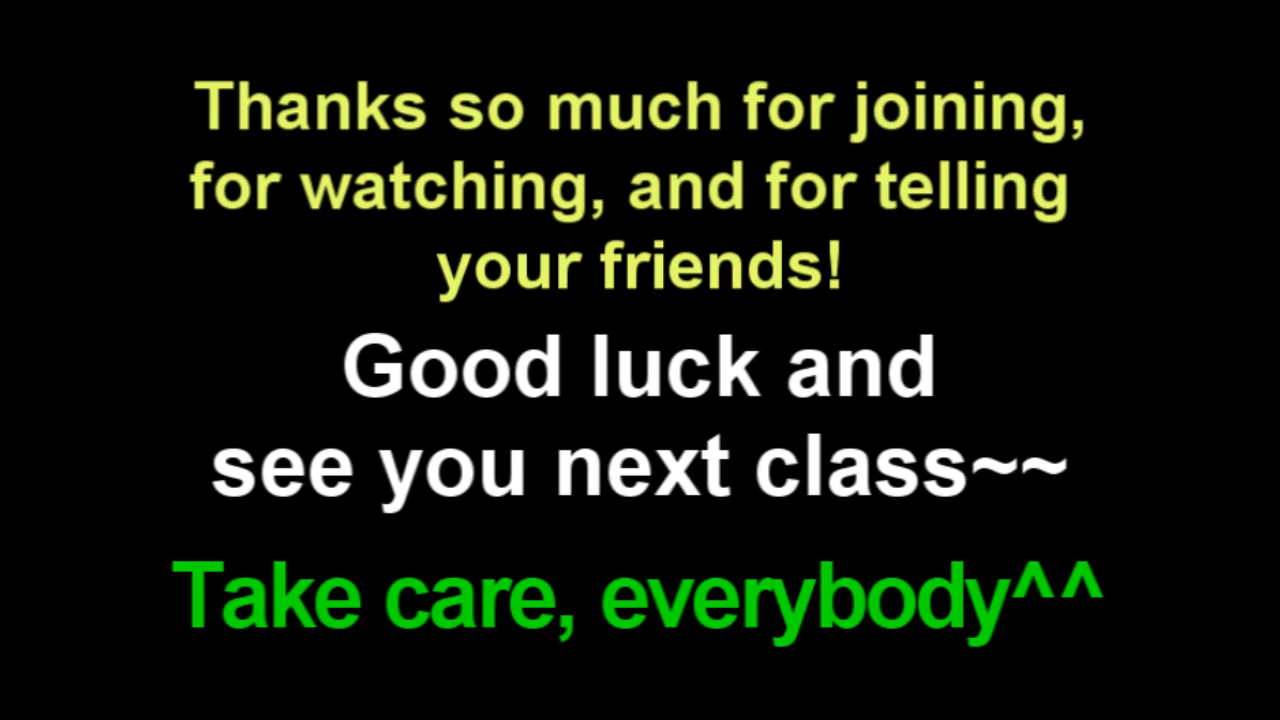 Thanks so much for joining,
for watching, and for telling
your friends!
Good luck and
see you next class~~
Take care, everybody^^